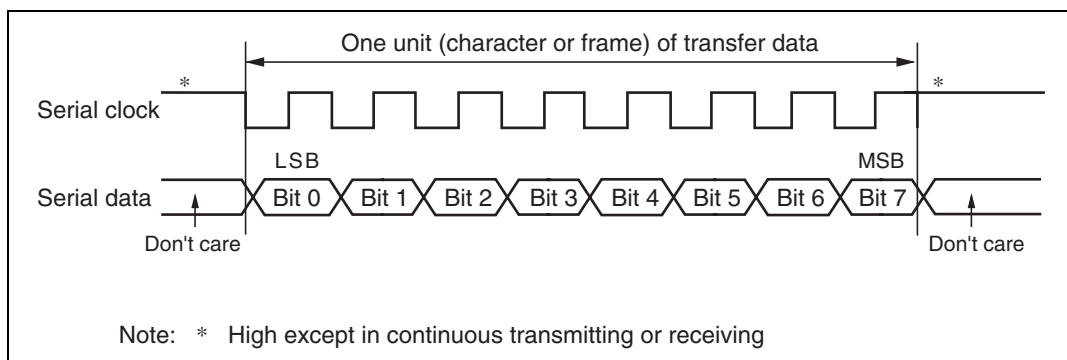 One unit (character or frame) of transfer data
* *
Serial clock
LSB MSB
Serial data Bit 0 Bit 1 Bit 2 Bit 3 Bit 4 Bit 5 Bit 6 Bit 7
Don't care Don't care
Note: * High except in continuous transmitting or receiving